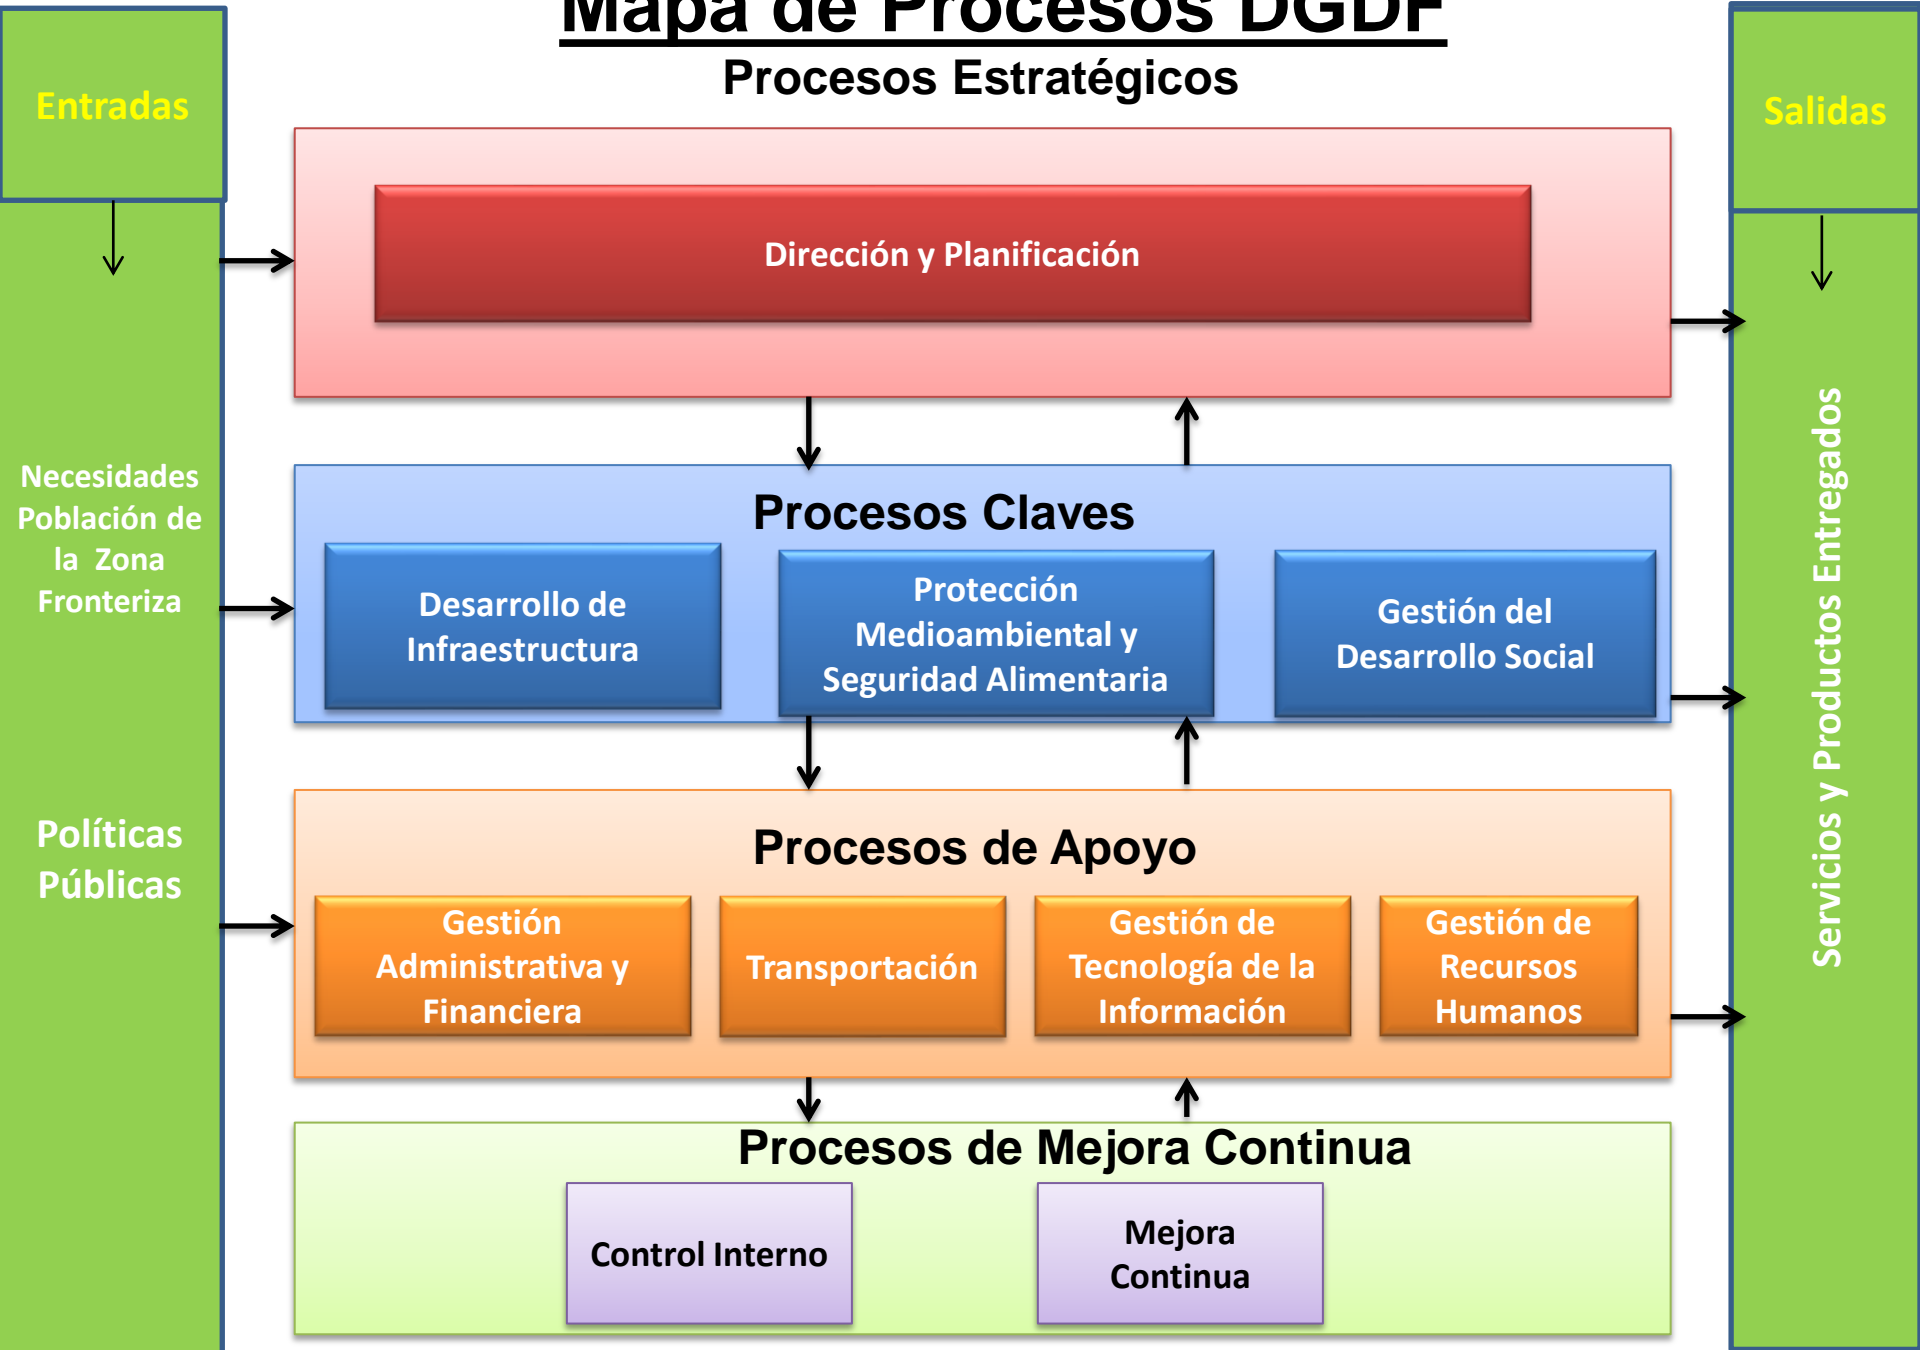 Mapa de Procesos DGDF
Procesos Estratégicos
Entradas
Salidas
Dirección y Planificación
Necesidades
Población de
la Zona
Fronteriza
Políticas
Públicas
Procesos Claves
Desarrollo de
Infraestructura
Protección
Medioambiental y
Seguridad Alimentaria
Gestión del
Desarrollo Social
Procesos de Apoyo
Gestión
Administrativa y
Financiera
Transportación
Gestión de
Tecnología de la
Información
Gestión de
Recursos
Humanos
Procesos de Mejora Continua
Control Interno
Mejora
Continua
Servicios y Productos Entregados